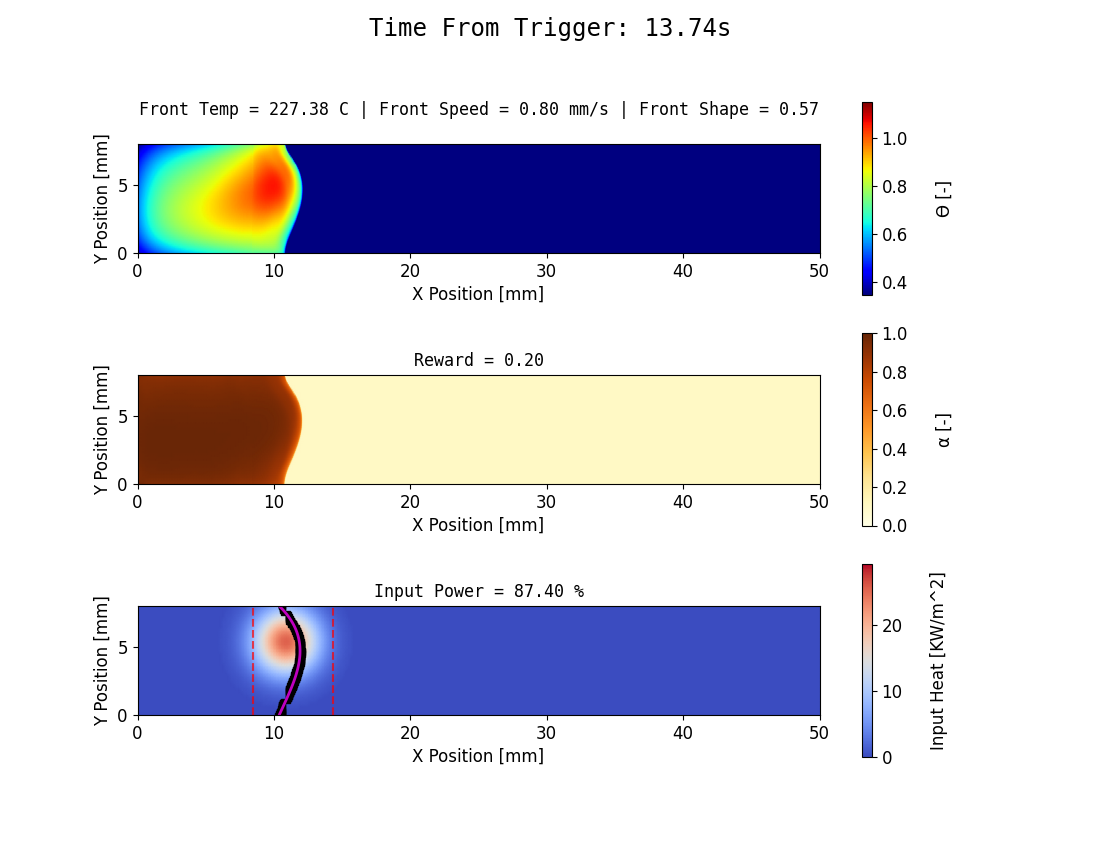 Time From Trigger: 13.74s
Front Temp = 227.38 C | Front Speed = 0.80 mm/s | Front Shape = 0.57
Y Position [mm]
5
0
0 10 20 30 40 50
X Position [mm]
1.0
0.8
0.6
0.4
Θ [-]
Reward = 0.20
Y Position [mm]
5
0
0 10 20 30 40 50
X Position [mm]
1.0
0.8
0.6
0.4
0.2
0.0
α [-]
Input Power = 87.40 %
Y Position [mm]
5
0
0 10 20 30 40 50
X Position [mm]
20
10
0
Input Heat [KW/m^2]